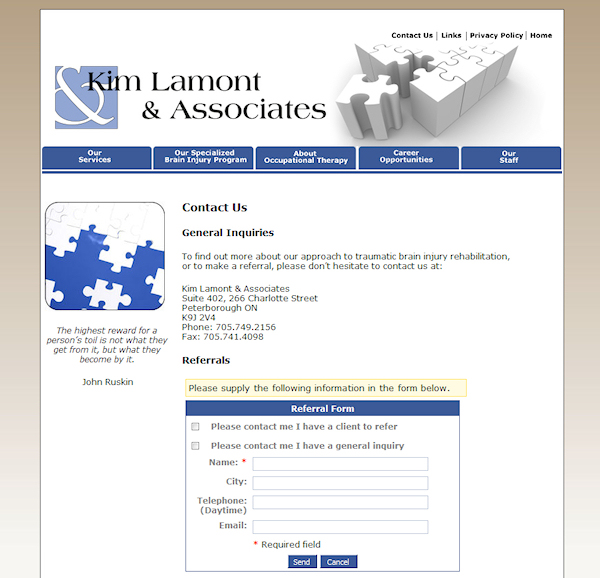 Contact Us | Links | Privacy Policy | Home
Kim Lamont
& Associates
Our
Services
Our Specialized
Brain Injury Program
About
Occupational Therapy
Career
Opportunities
Our
Staff
Contact Us
General Inquiries
To find out more about our approach to traumatic brain injury rehabilitation,
or to make a referral, please don't hesitate to contact us at:
Kim Lamont & Associates
Suite 402, 266 Charlotte Street
Peterborough ON
K9J 2V4
Phone: 705.749.2156
Fax: 705.741.4098
The highest reward for a
person's toil is not what they
get from it, but what they
become by it.
John Ruskin
Referrals
Please supply the following information in the form below.
Referral Form
Please contact me I have a client to refer
Please contact me I have a general inquiry
Name: *
City:
Telephone:
(Daytime)
Email:
* Required field
Send Cancel